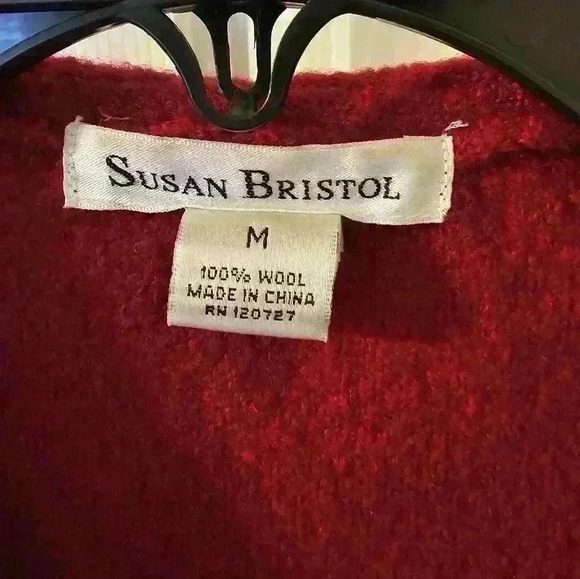 SUSAN BRISTOL
M
100% WOOL
MADE IN CHINA
RN 120727